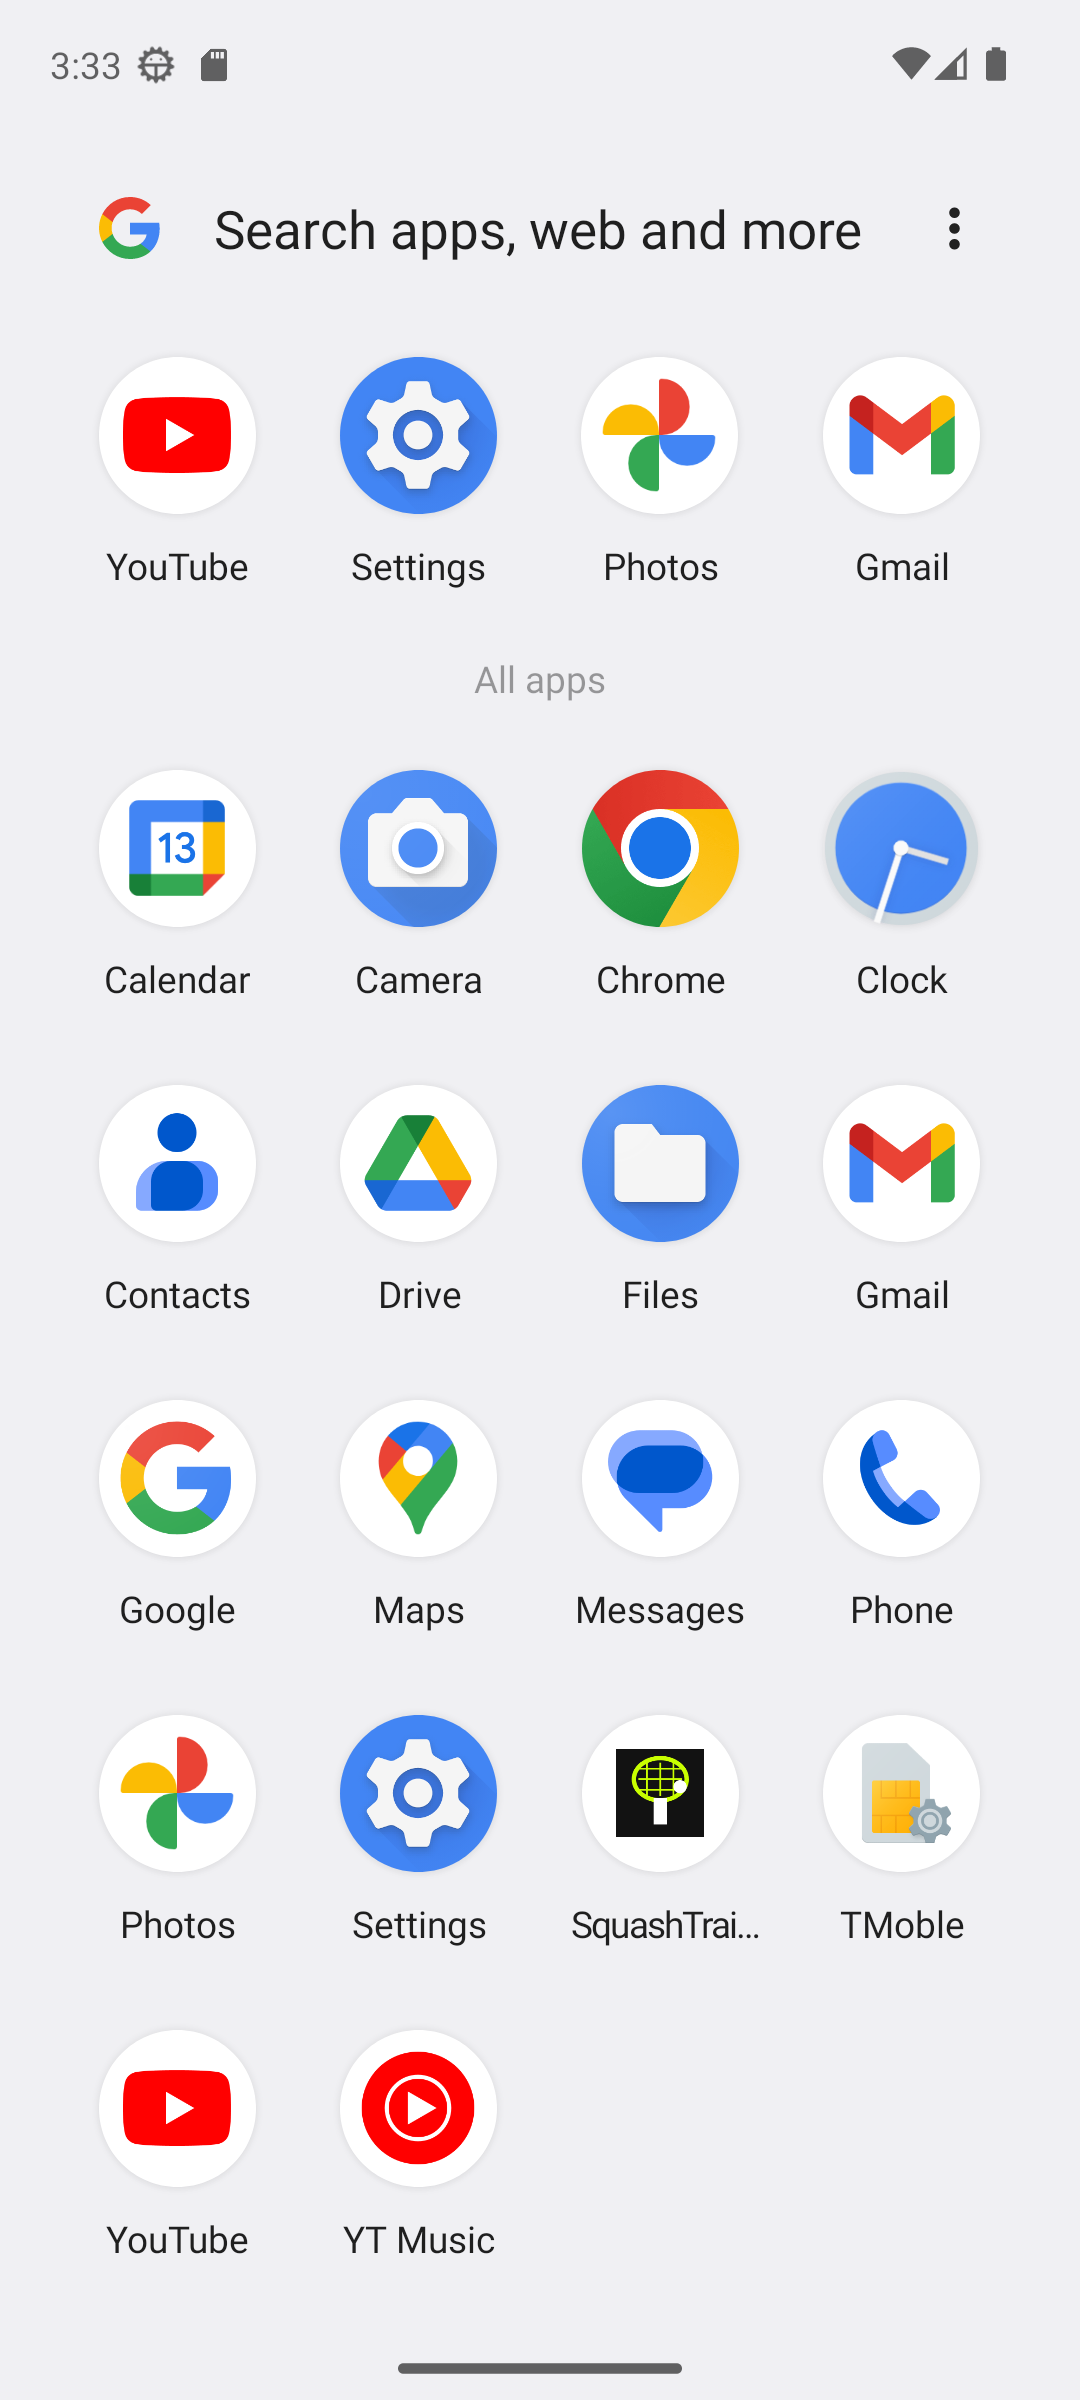 3:33
Search apps, web and more
YouTube Settings Photos Gmail
All apps
13
Calendar Camera Chrome Clock
Contacts Drive Files Gmail
Google Maps Messages Phone
Photos Settings SquashTrai... TMoble
YouTube YT Music